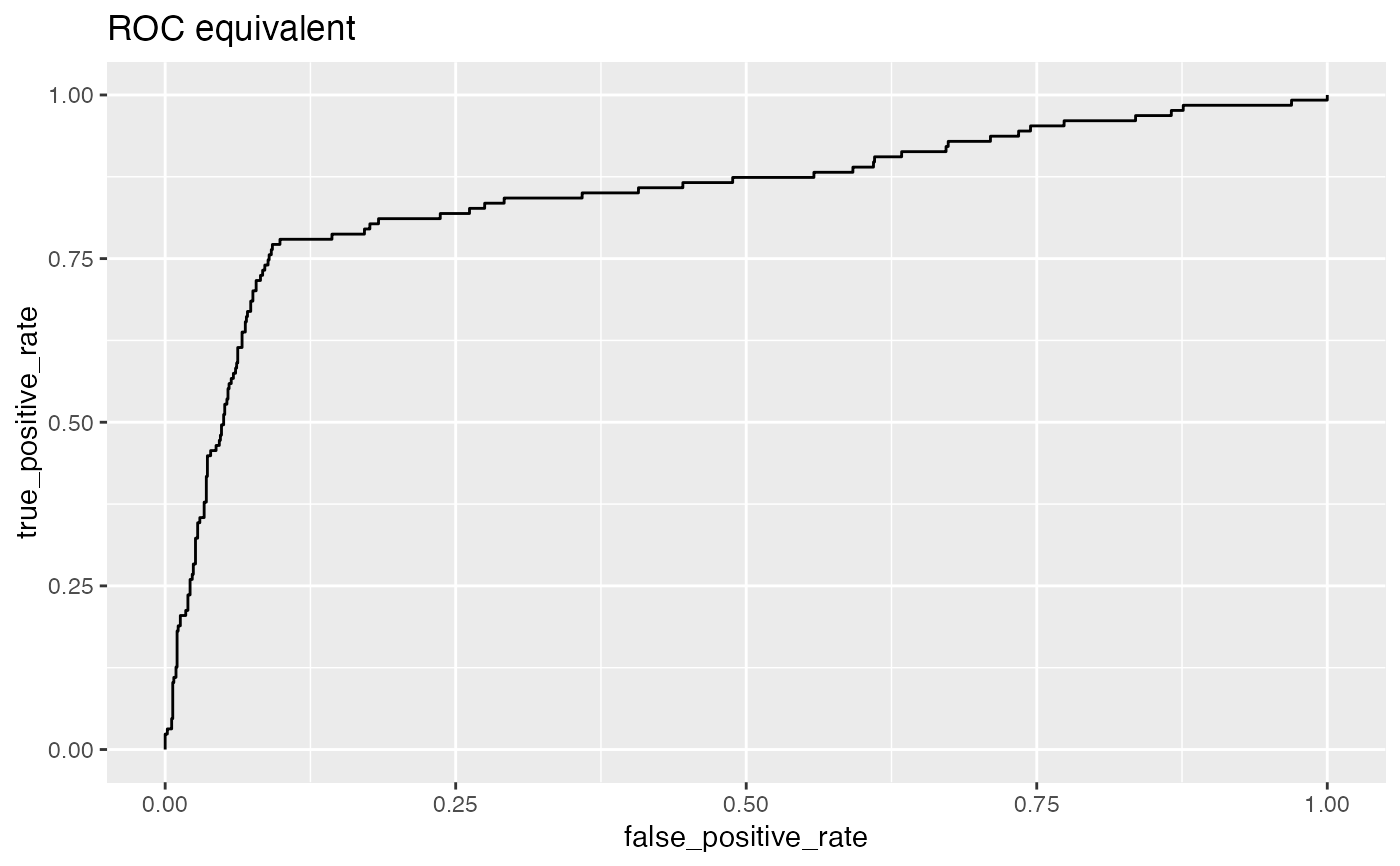 ROC equivalent
1.00
0.75
0.50
0.25
0.00
true_positive_rate
0.00 0.25 0.50 0.75 1.00
false_positive_rate